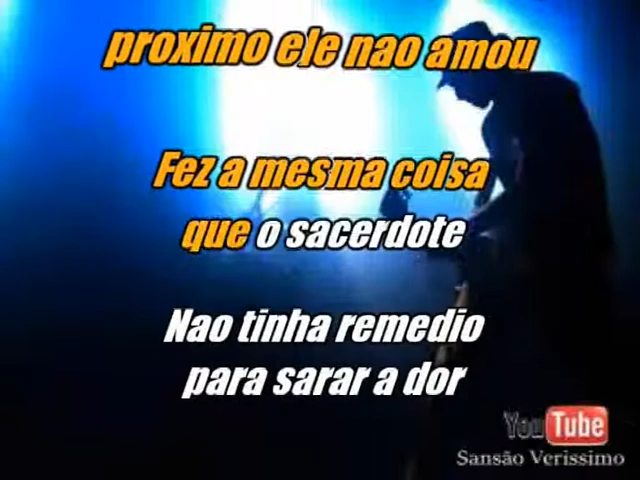 proximo ele nao amou
Fez a mesma coisa
que o sacerdote
Nao tinha remedio
para sarar a dor
YouTube
Sansão Verissimo